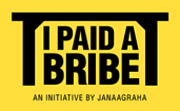 I PAID A
BRIBE
AN INITIATIVE BY JANAAGRAHA